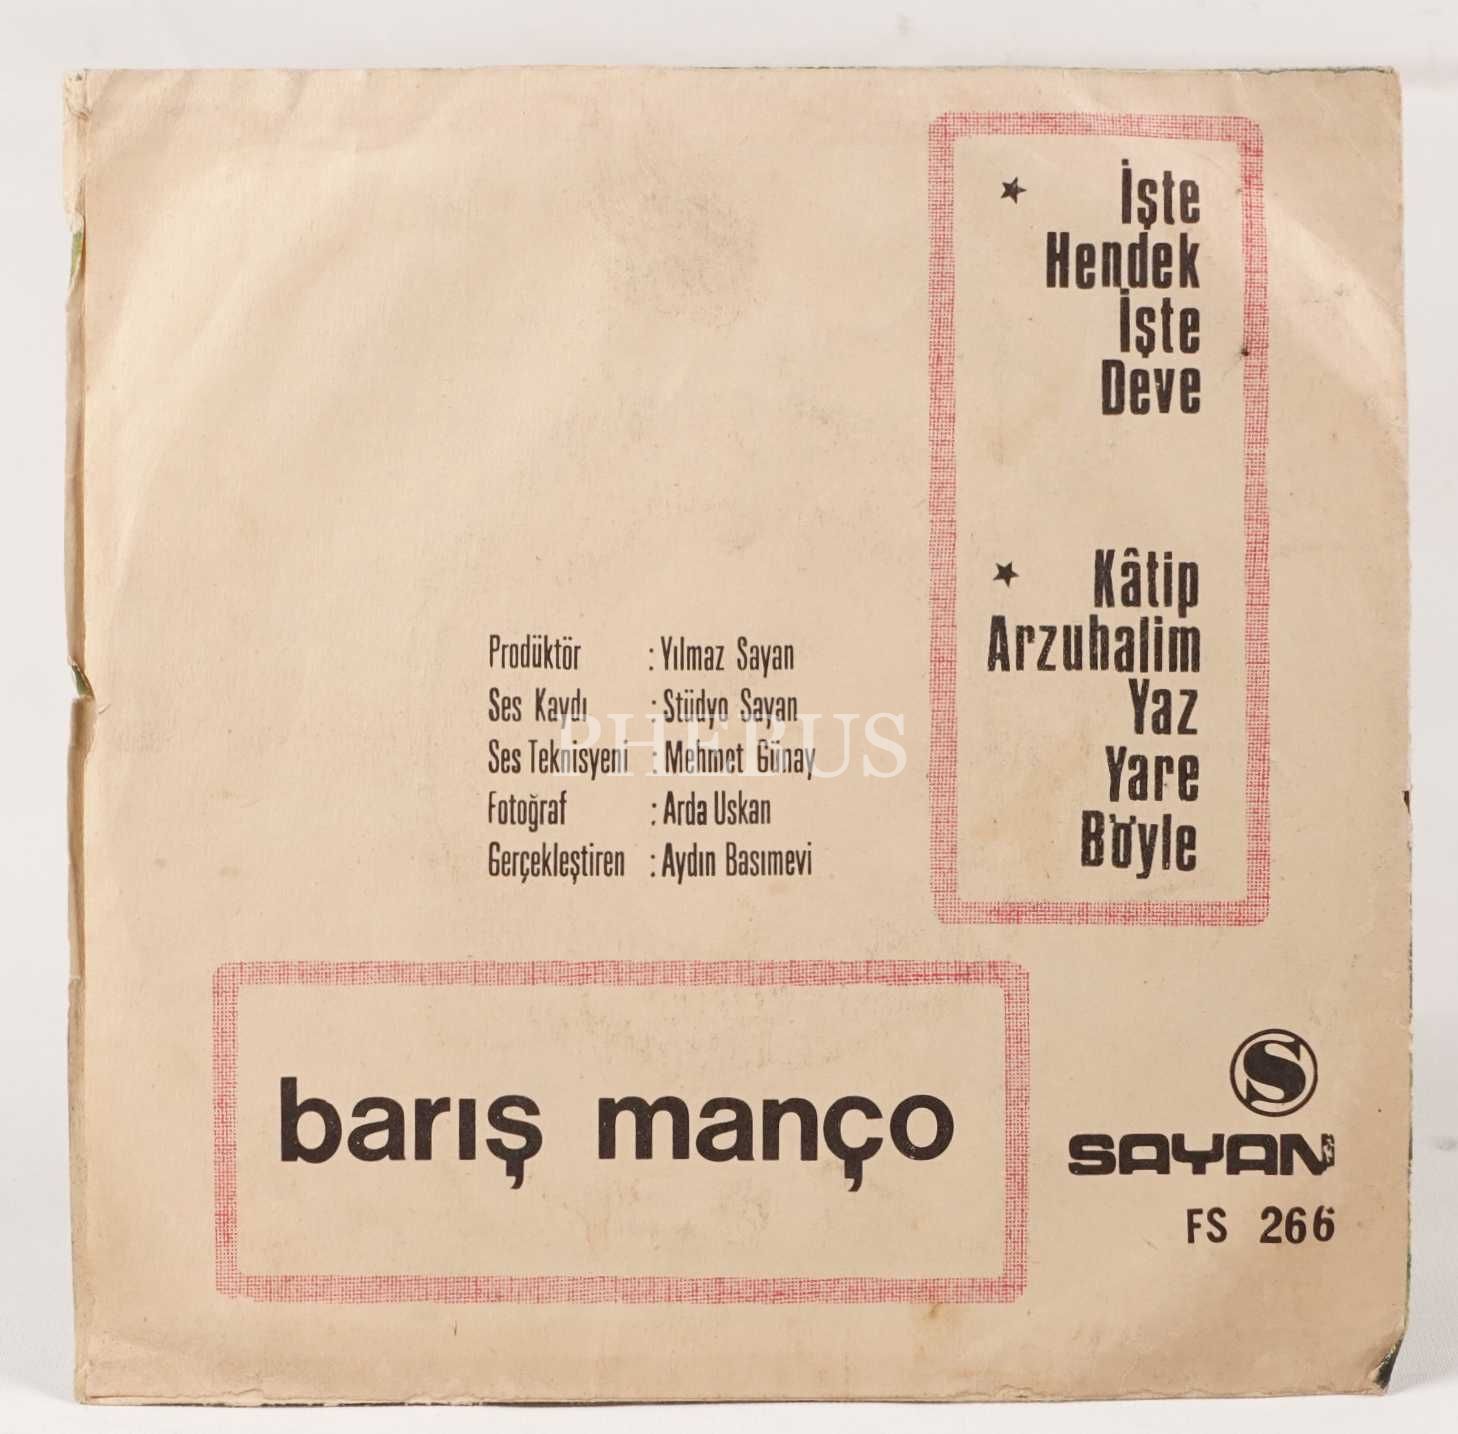 İşte
Hendek
İşte
Deve
Kâtip
Arzuhalim
Yaz
Yare
Böyle
Prodüktör : Yılmaz Sayan
Ses Kaydı : Stüdyo Sayan
Ses Teknisyeni : Mehmet Günay
Fotoğraf : Arda Uskan
Gerçekleştiren : Aydın Basımevi
PHEBUS
barış manço
S
SAYAN
FS 266